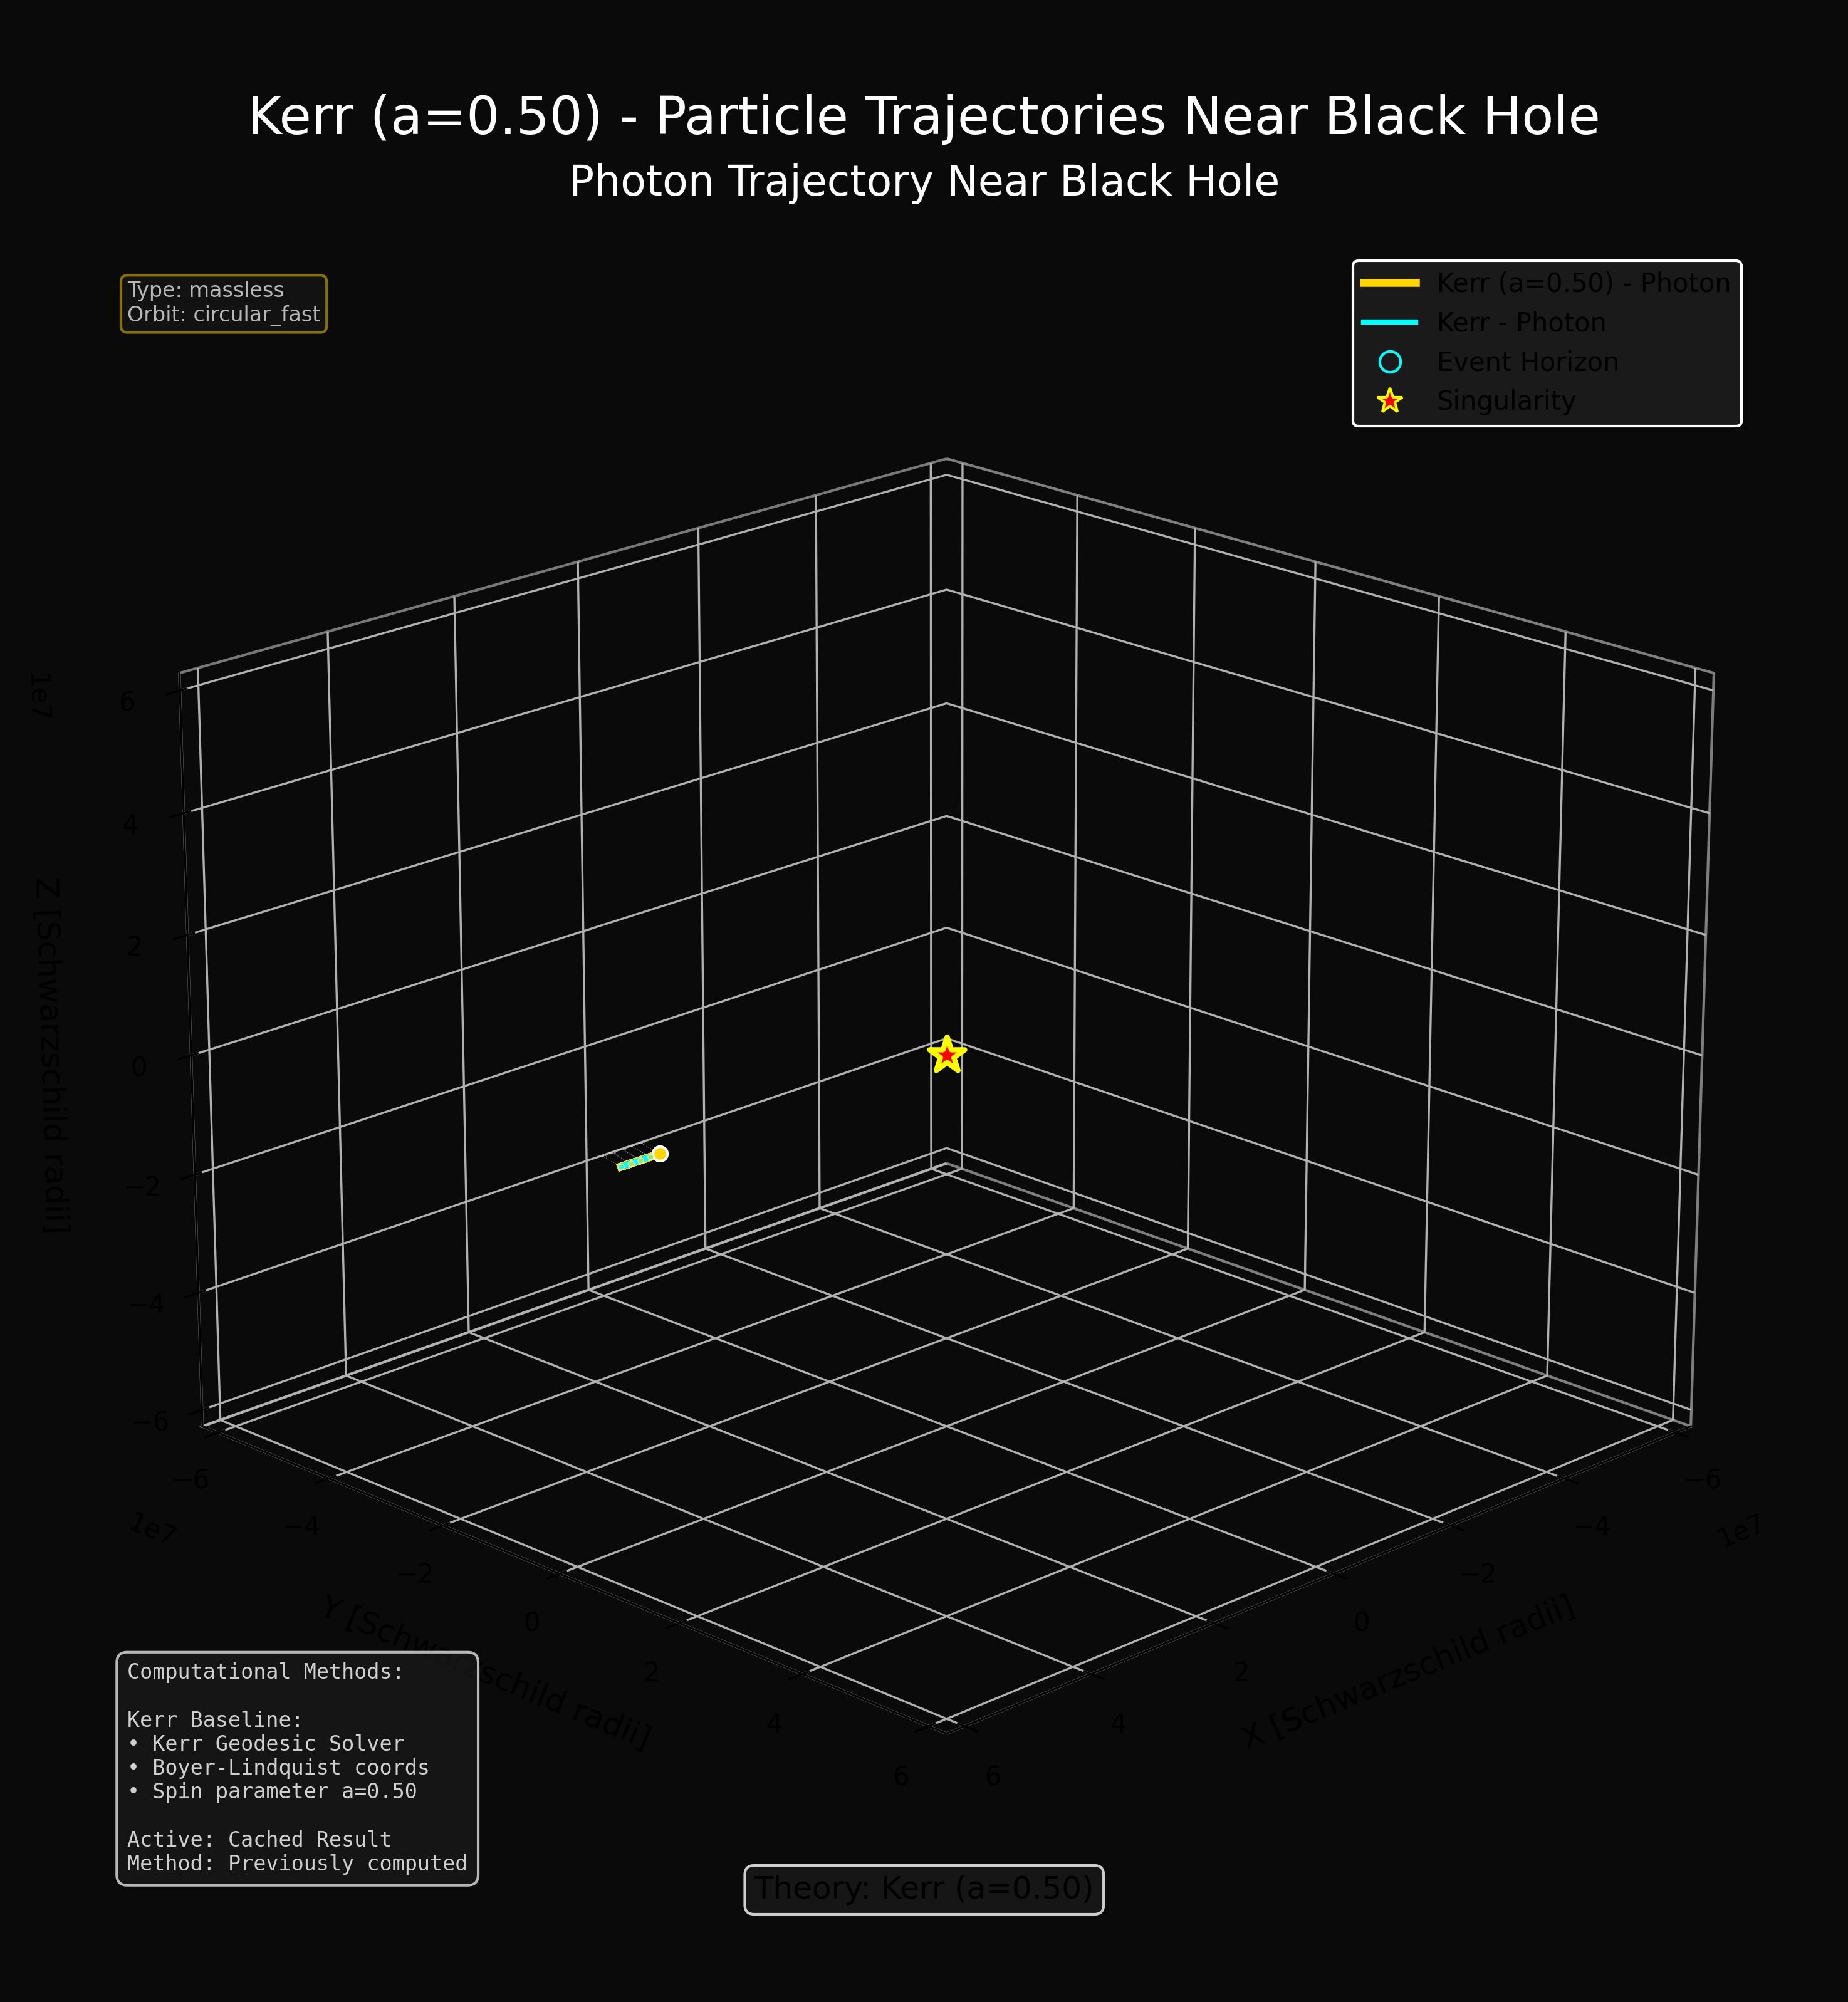 Kerr (a=0.50) - Particle Trajectories Near Black Hole
Photon Trajectory Near Black Hole
Type: massless
Orbit: circular_fast
Kerr (a=0.50) - Photon
Kerr - Photon
Event Horizon
Singularity
1e7
6
4
2
0
−2
−4
−6
Z [Schwarzschild radii]
−6
−4
−2
0
2
4
6
1e7
Y [Schwarzschild radii]
6
4
2
0
−2
−4
−6
1e7
X [Schwarzschild radii]
Computational Methods:
Kerr Baseline:
• Kerr Geodesic Solver
• Boyer-Lindquist coords
• Spin parameter a=0.50
Active: Cached Result
Method: Previously computed
Theory: Kerr (a=0.50)